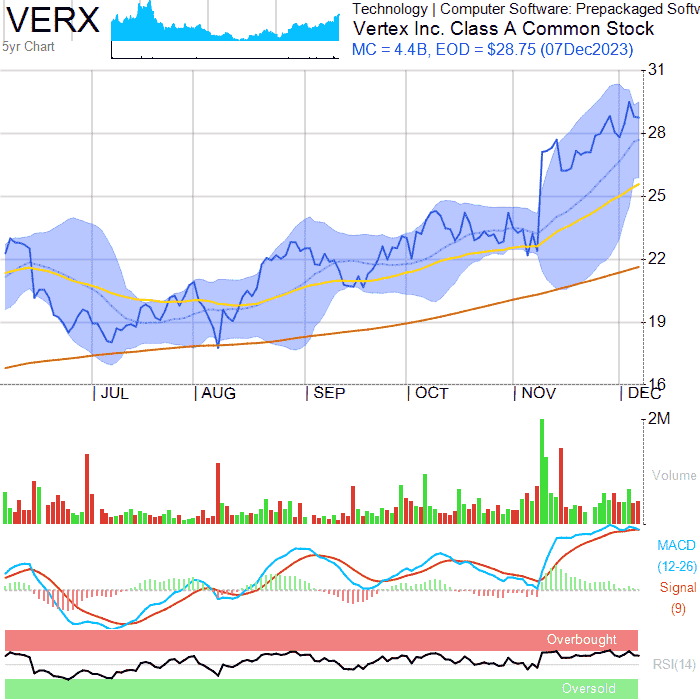 VERX
5yr Chart
Technology | Computer Software: Prepackaged Softw
Vertex Inc. Class A Common Stock
MC = 4.4B, EOD = $28.75 (07Dec2023)
31
28
25
22
19
16
JUL
AUG
SEP
OCT
NOV
DEC
2M
Volume
MACD
(12-26)
Signal
(9)
Overbought
RSI(14)
Oversold